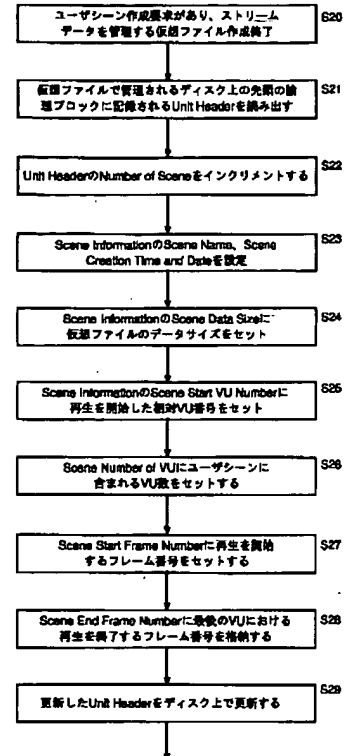 ユーザシーン作成要求があり、ストリーム
データを管理する仮想ファイル作成終了
S20
仮想ファイルで管理されるディスク上の先頭の論
理ブロックに記録されるUnit Headerを読み出す
S21
Unit HeaderのNumber of Sceneをインクリメントする
S22
Scene InformationのScene Name、Scene
Creation Time and Dateを設定
S23
Scene InformationのScene Data Sizeに
仮想ファイルのデータサイズをセット
S24
Scene InformationのScene Start VU Numberに
再生を開始した相対VU番号をセット
S25
Scene Number of VUにユーザシーンに
含まれるVU数をセットする
S26
Scene Start Frame Numberに再生を開始
するフレーム番号をセットする
S27
Scene End Frame Numberに最後のVUにおける
再生を終了するフレーム番号を格納する
S28
更新したUnit Headerをディスク上で更新する
S29